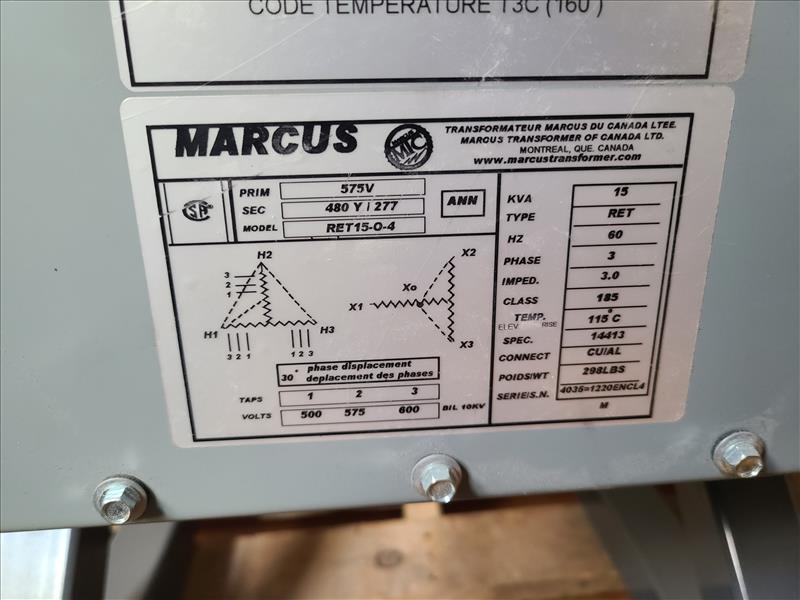 CODE TEMPERATURE T3C (160°)
MARCUS
MTC
TRANSFORMATEUR MARCUS DU CANADA LTEE.
MARCUS TRANSFORMER OF CANADA LTD.
MONTREAL, QUE. CANADA
www.marcustransformer.com
PRIM 575V
SEC 480 Y / 277
MODEL RET15-O-4
ANN
SA
H2
3
2
1
H1
H3
3 2 1
1 2 3
X2
Xo
X1
X3
30° phase displacement
deplacement des phases
TAPS 1 2 3
VOLTS 500 575 600 BIL 10KV
KVA 15
TYPE RET
HZ 60
PHASE 3
IMPED. 3.0
CLASS 185
TEMP. 115°C
ELEV RISE
SPEC. 14413
CONNECT CU/AL
POIDS/WT 298LBS
SERIE/S.N. 4035=1220ENCL4
M